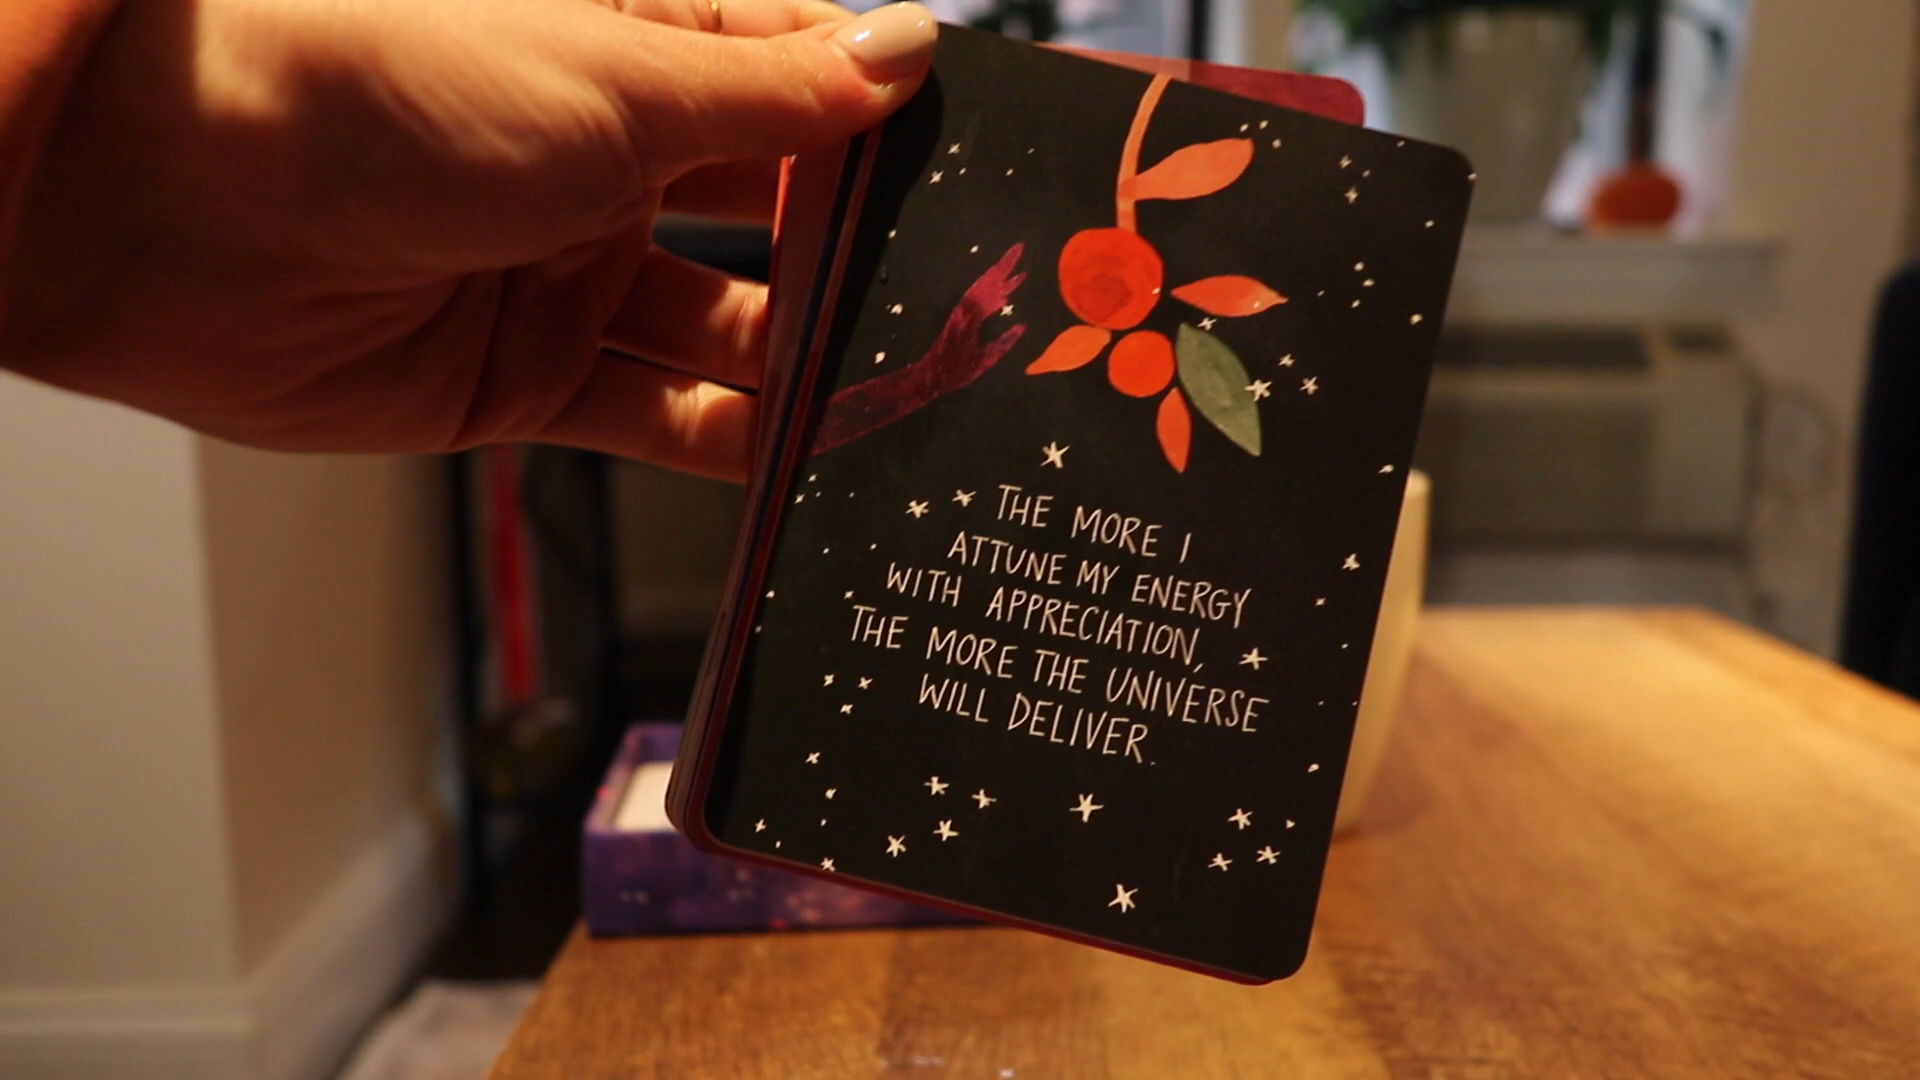 THE MORE I
ATTUNE MY ENERGY
WITH APPRECIATION,
THE MORE THE UNIVERSE
WILL DELIVER.